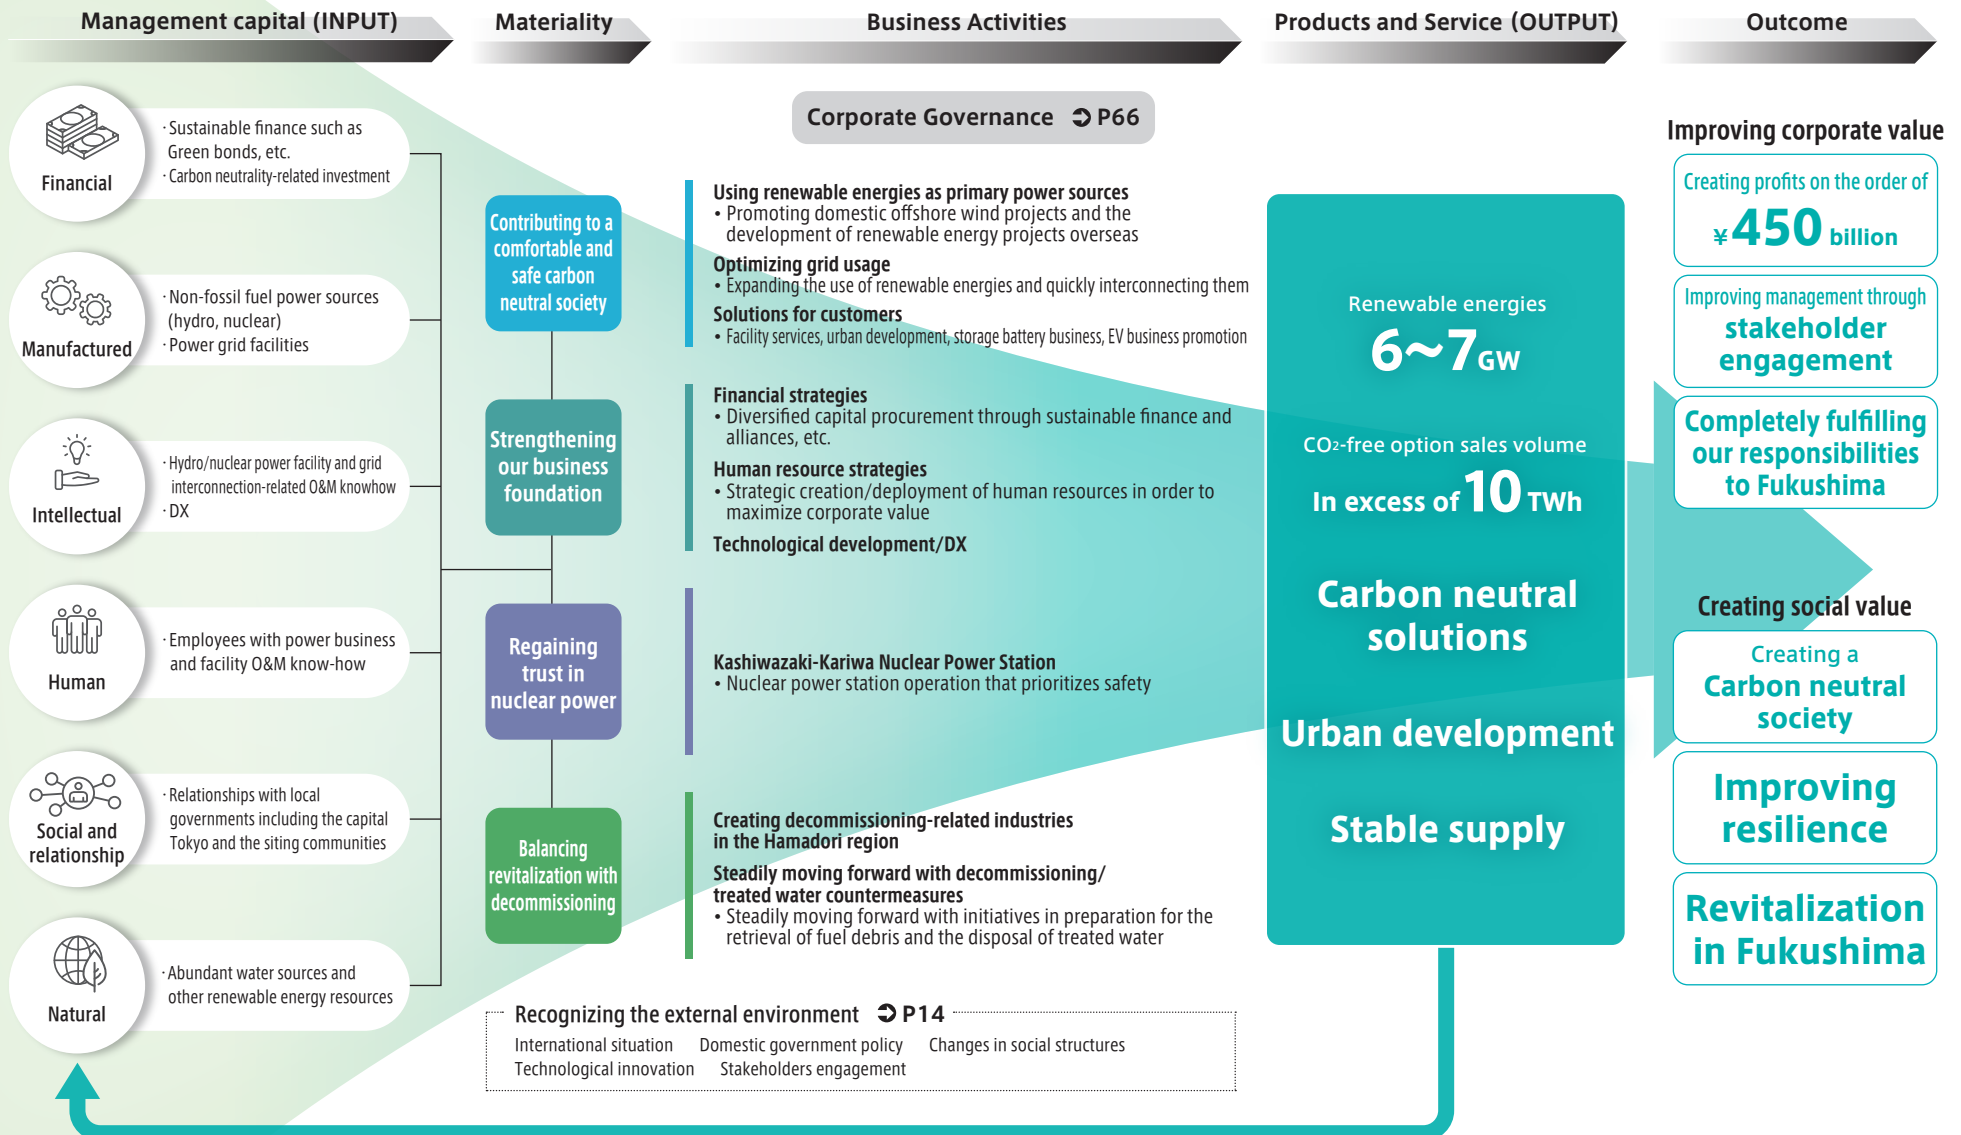 Management capital (INPUT)
Materiality
Business Activities
Products and Service (OUTPUT)
Outcome
Financial
· Sustainable finance such as
Green bonds, etc.
· Carbon neutrality-related investment
Manufactured
· Non-fossil fuel power sources
(hydro, nuclear)
· Power grid facilities
Intellectual
· Hydro/nuclear power facility and grid
interconnection-related O&M knowhow
· DX
Human
· Employees with power business
and facility O&M know-how
Social and
relationship
· Relationships with local
governments including the capital
Tokyo and the siting communities
Natural
· Abundant water sources and
other renewable energy resources
Contributing to a
comfortable and
safe carbon
neutral society
Strengthening
our business
foundation
Regaining
trust in
nuclear power
Balancing
revitalization with
decommissioning
Corporate Governance ➲ P66
Using renewable energies as primary power sources
• Promoting domestic offshore wind projects and the
development of renewable energy projects overseas
Optimizing grid usage
• Expanding the use of renewable energies and quickly interconnecting them
Solutions for customers
• Facility services, urban development, storage battery business, EV business promotion
Financial strategies
• Diversified capital procurement through sustainable finance and
alliances, etc.
Human resource strategies
• Strategic creation/deployment of human resources in order to
maximize corporate value
Technological development/DX
Kashiwazaki-Kariwa Nuclear Power Station
• Nuclear power station operation that prioritizes safety
Creating decommissioning-related industries
in the Hamadori region
Steadily moving forward with decommissioning/
treated water countermeasures
• Steadily moving forward with initiatives in preparation for the
retrieval of fuel debris and the disposal of treated water
Recognizing the external environment ➲ P14
International situation Domestic government policy Changes in social structures
Technological innovation Stakeholders engagement
Renewable energies
6～7GW
CO2-free option sales volume
In excess of 10 TWh
Carbon neutral
solutions
Urban development
Stable supply
Improving corporate value
Creating profits on the order of
¥450 billion
Improving management through
stakeholder
engagement
Completely fulfilling
our responsibilities
to Fukushima
Creating social value
Creating a
Carbon neutral
society
Improving
resilience
Revitalization
in Fukushima